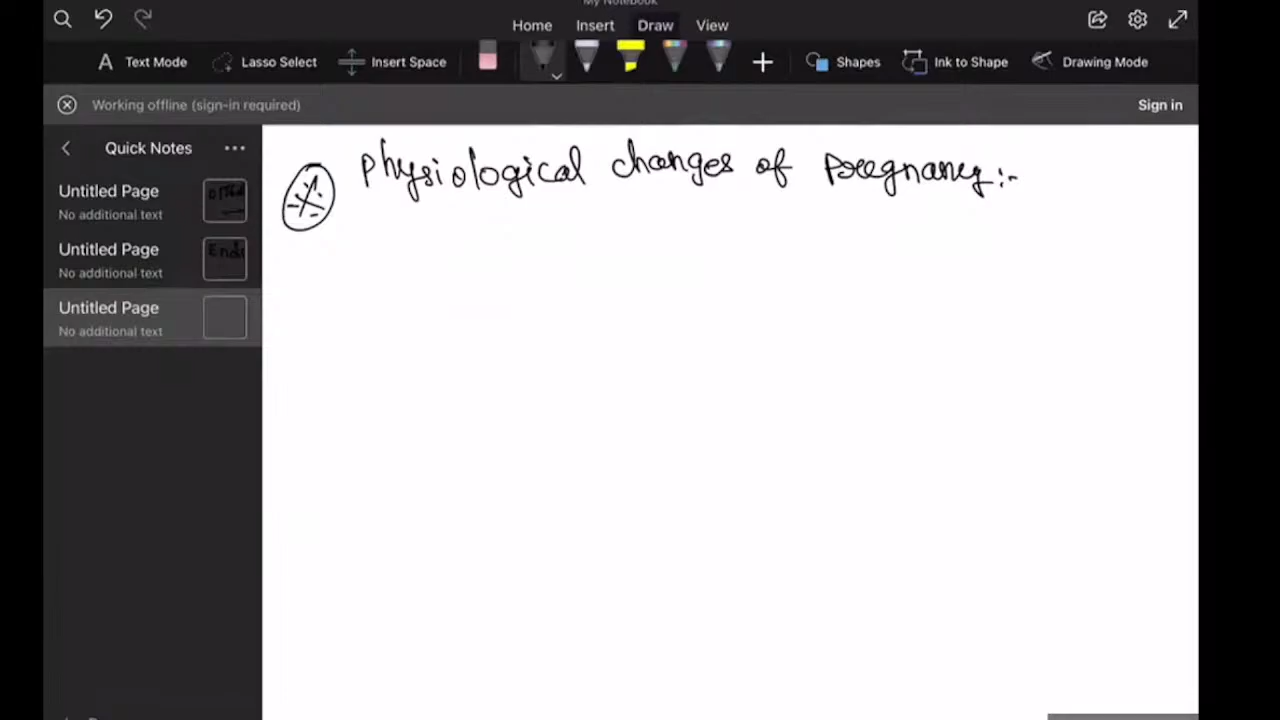 My Notebook
Home Insert Draw View
Text Mode Lasso Select Insert Space Shapes Ink to Shape Drawing Mode
Working offline (sign-in required) Sign in
Quick Notes
Untitled Page
No additional text
Untitled Page
No additional text
Untitled Page
No additional text
Physiological changes of Pregnancy:-